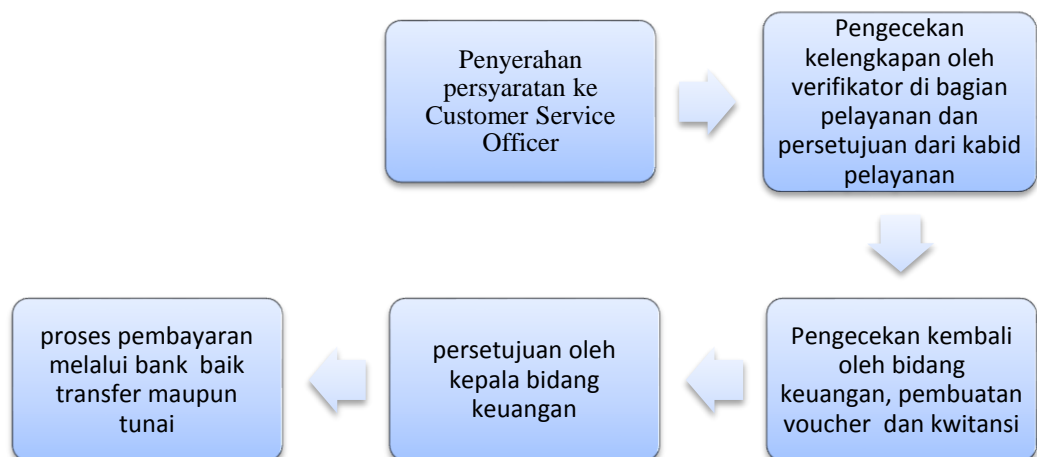 Penyerahan
persyaratan ke
Customer Service
Officer
Pengecekan
kelengkapan oleh
verifikator di bagian
pelayanan dan
persetujuan dari kabid
pelayanan
Pengecekan kembali
oleh bidang
keuangan, pembuatan
voucher dan kwitansi
persetujuan oleh
kepala bidang
keuangan
proses pembayaran
melalui bank baik
transfer maupun
tunai